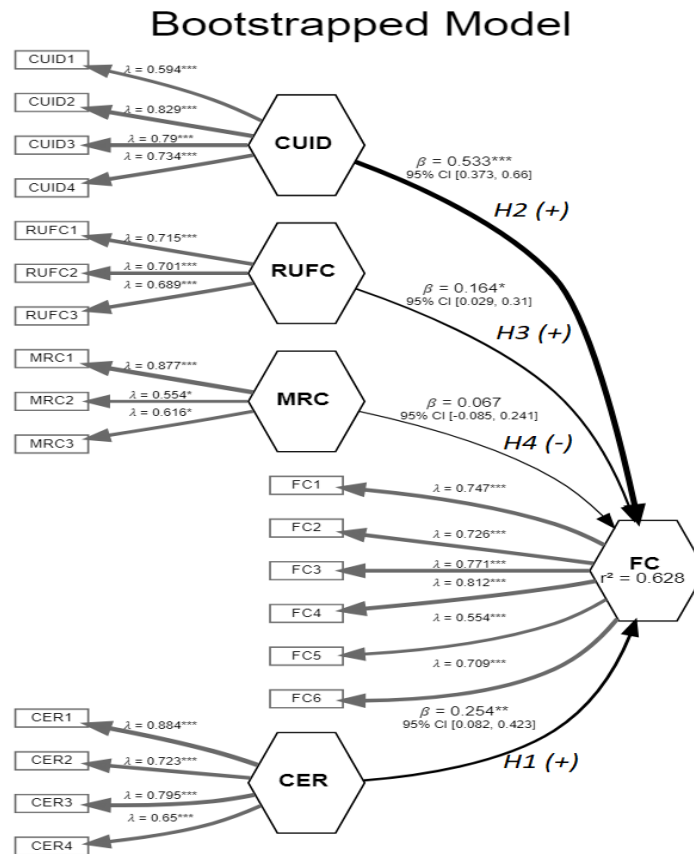 Bootstrapped Model
CUID1
λ = 0.594***
CUID2
λ = 0.829***
CUID3
λ = 0.79***
CUID4
λ = 0.734***
CUID
β = 0.533***
95% CI [0.373, 0.66]
H2 (+)
RUFC1
λ = 0.715***
RUFC2
λ = 0.701***
RUFC3
λ = 0.689***
RUFC
β = 0.164*
95% CI [0.029, 0.31]
H3 (+)
MRC1
λ = 0.877***
MRC2
λ = 0.554*
MRC3
λ = 0.616*
MRC
β = 0.067
95% CI [-0.085, 0.241]
H4 (-)
FC1
λ = 0.747***
FC2
λ = 0.726***
FC3
λ = 0.771***
FC4
λ = 0.812***
FC5
λ = 0.554***
FC6
λ = 0.709***
FC
r² = 0.628
β = 0.254**
95% CI [0.082, 0.423]
H1 (+)
CER1
λ = 0.884***
CER2
λ = 0.723***
CER3
λ = 0.795***
CER4
λ = 0.65***
CER